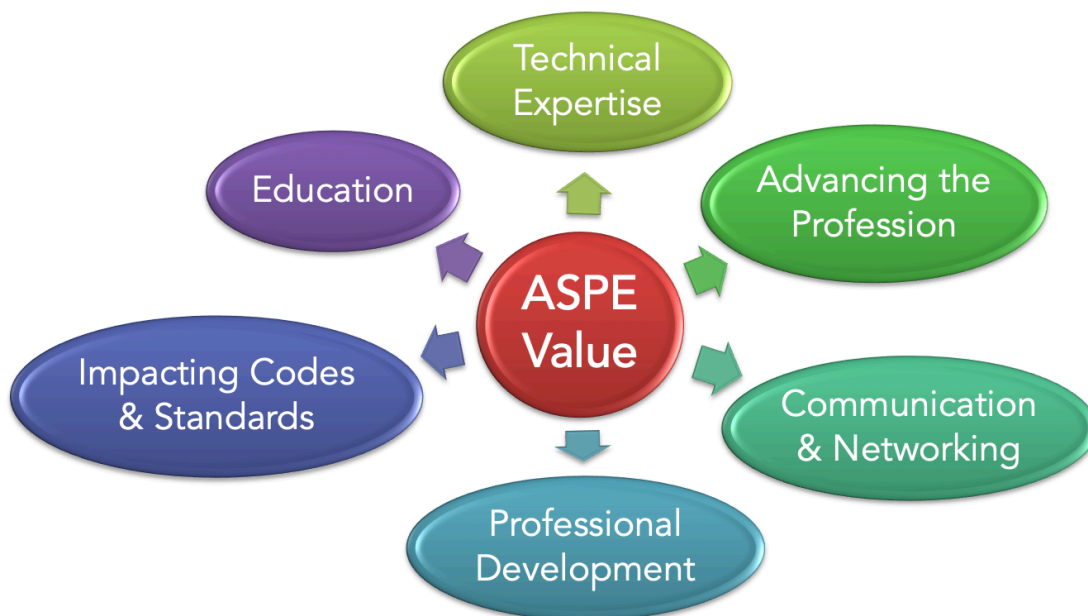 Technical
Expertise
Education
Advancing the
Profession
ASPE
Value
Impacting Codes
& Standards
Communication
& Networking
Professional
Development